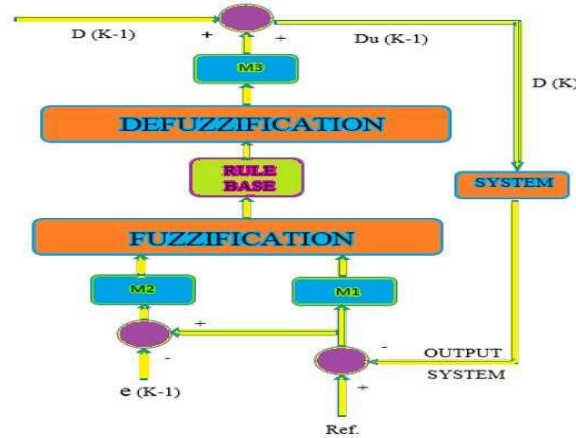 D (K-1)
+
+
Du (K-1)
M3
D (K)
DEFUZZIFICATION
RULE
BASE
SYSTEM
FUZZIFICATION
M2
M1
+
-
-
OUTPUT
SYSTEM
+
e (K-1)
Ref.